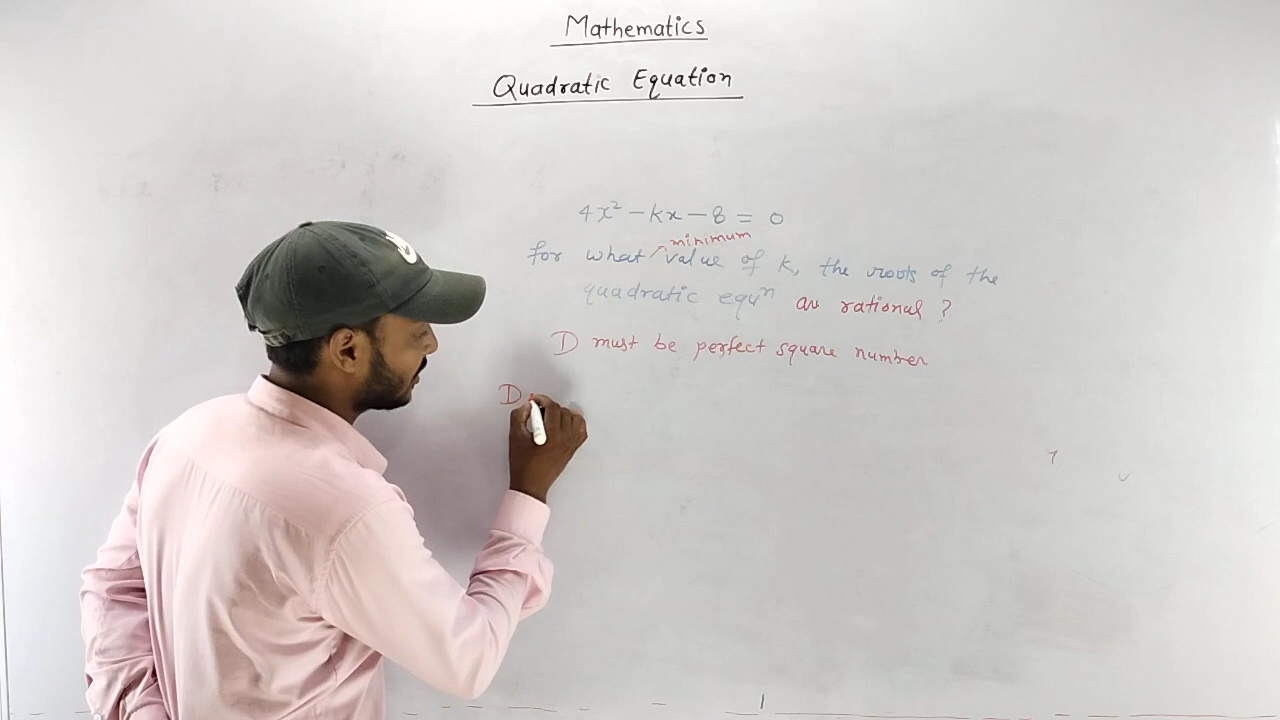 Mathematics
Quadratic Equation
4x² - kx - 8 = 0
minimum
for what value of k, the roots of the
quadratic equⁿ are rational ?
D must be perfect square number
D